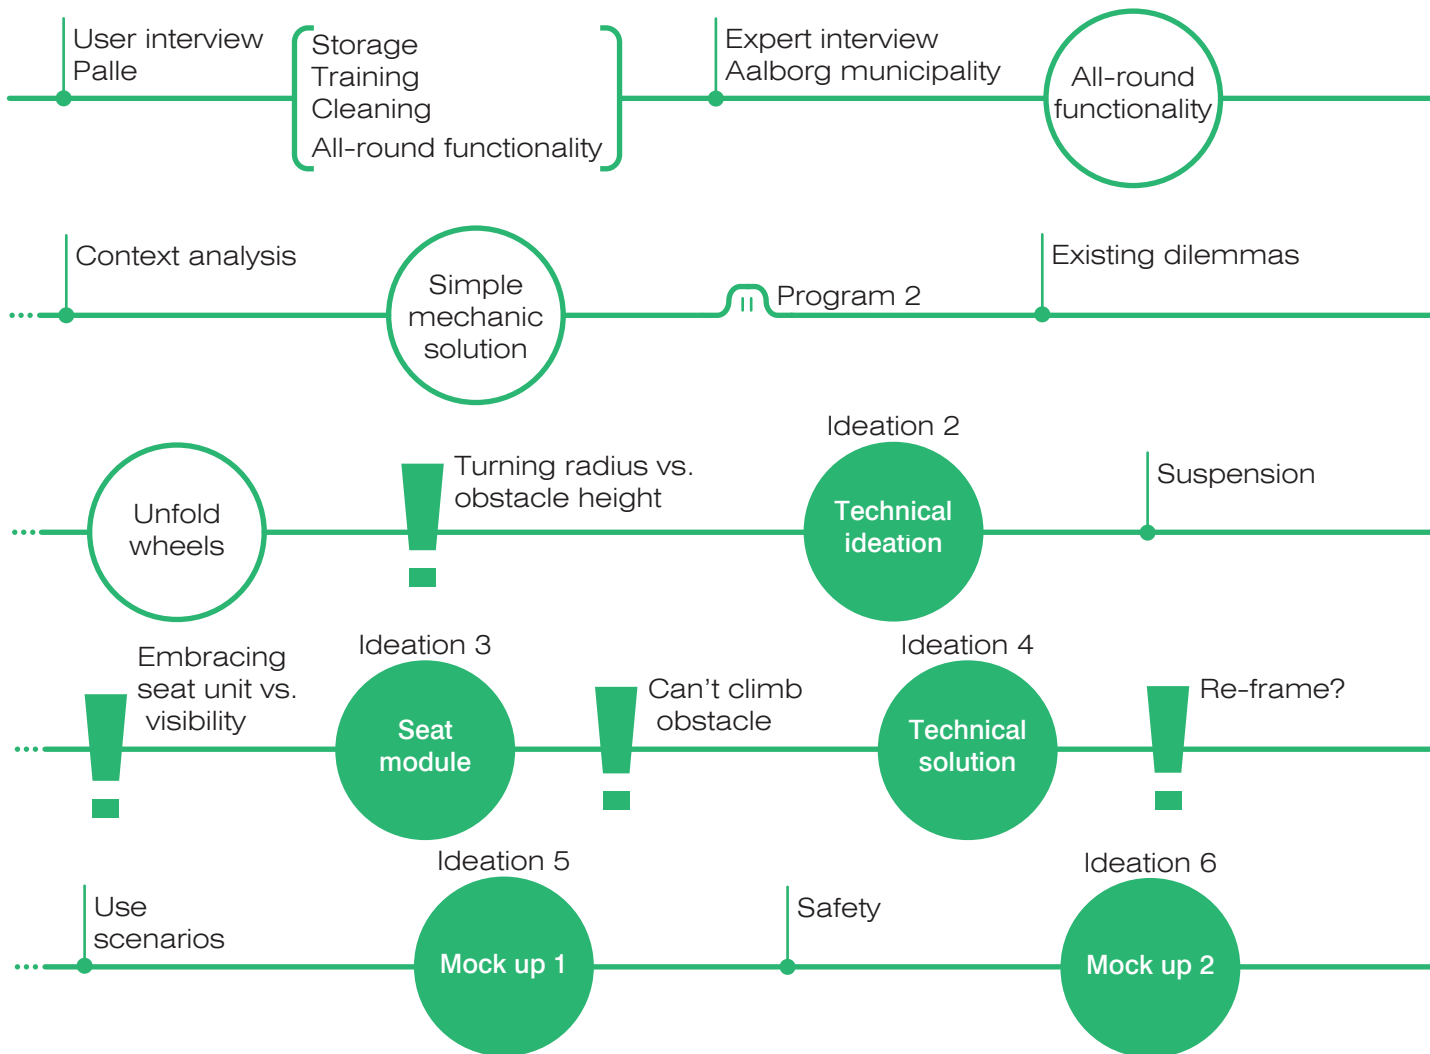 User interview
Palle
Storage
Training
Cleaning
All-round functionality
Expert interview
Aalborg municipality
All-round
functionality
Context analysis
Simple
mechanic
solution
II
Program 2
Existing dilemmas
Unfold
wheels
Turning radius vs.
obstacle height
Ideation 2
Technical
ideation
Suspension
Embracing
seat unit vs.
visibility
Ideation 3
Seat
module
Can't climb
obstacle
Ideation 4
Technical
solution
Re-frame?
Use
scenarios
Ideation 5
Mock up 1
Safety
Ideation 6
Mock up 2